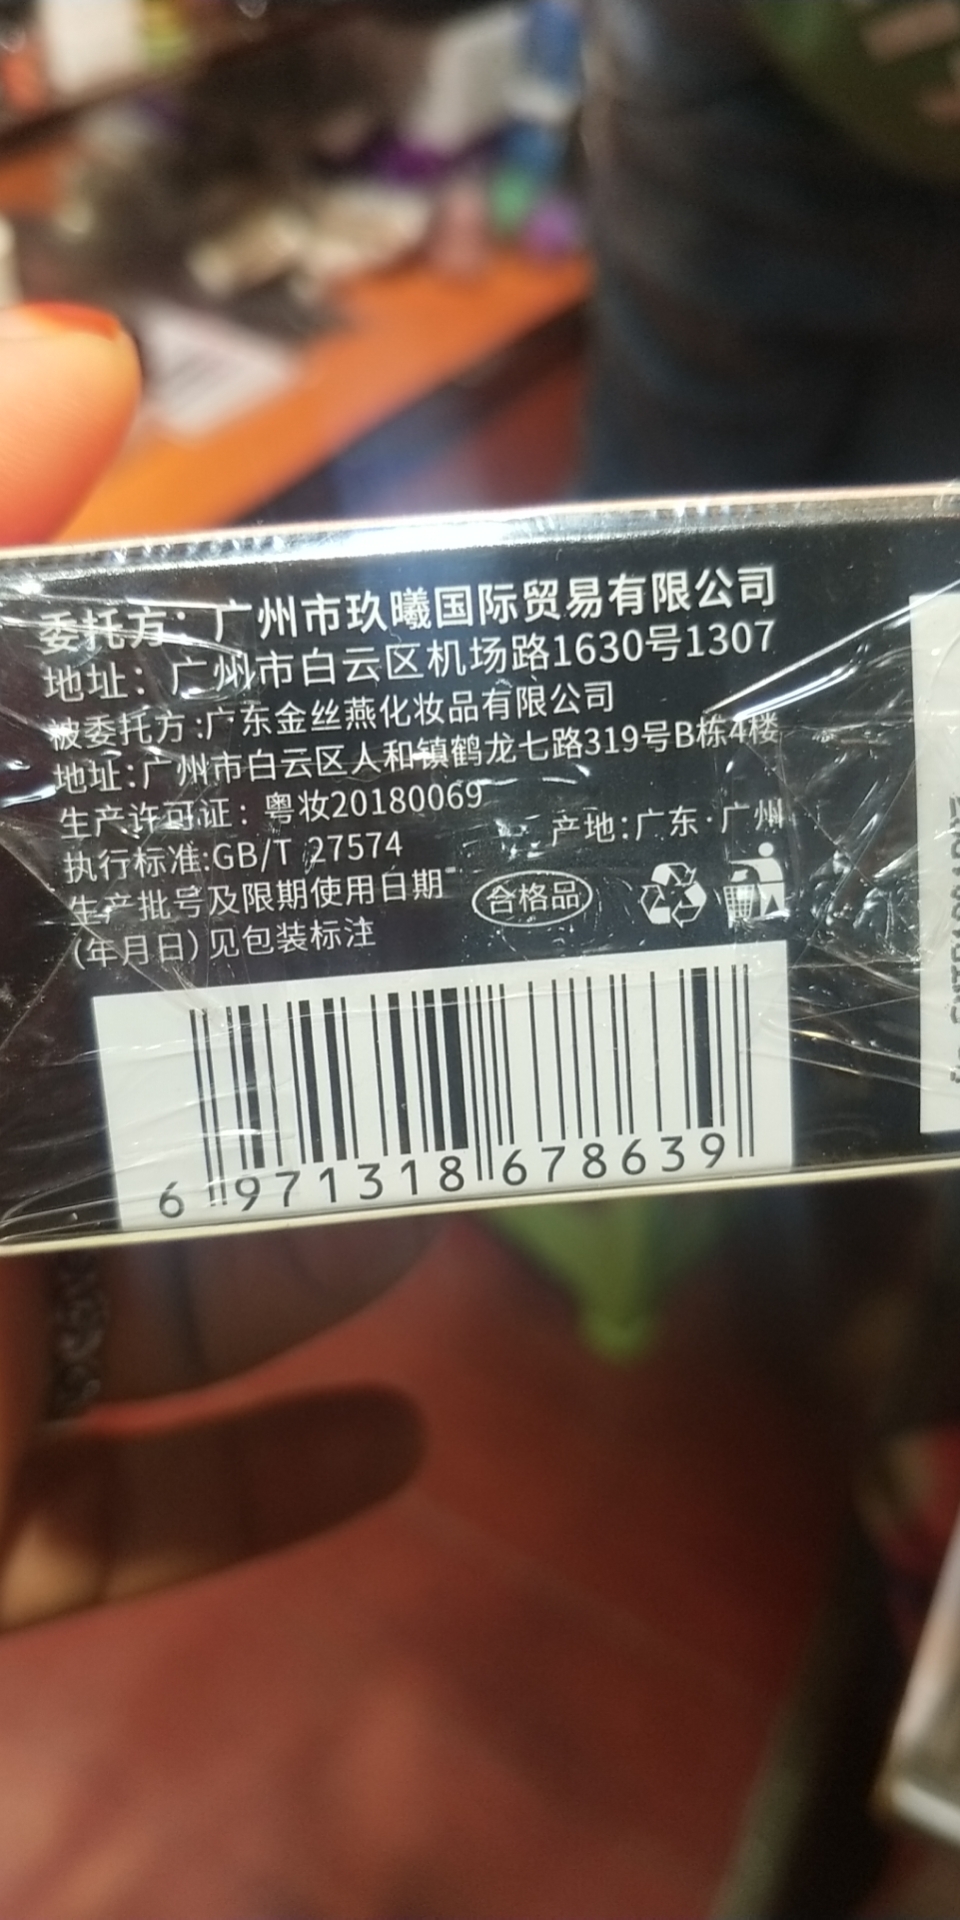 委托方：广州市玖曦国际贸易有限公司
地址：广州市白云区机场路1630号1307
被委托方:广东金丝燕化妆品有限公司
地址:广州市白云区人和镇鹤龙七路319号B栋4楼
生产许可证：粤妆20180069
执行标准:GB/T 27574
产地:广东·广州
生产批号及限期使用日期
(年月日)见包装标注
合格品
6 971318 678639